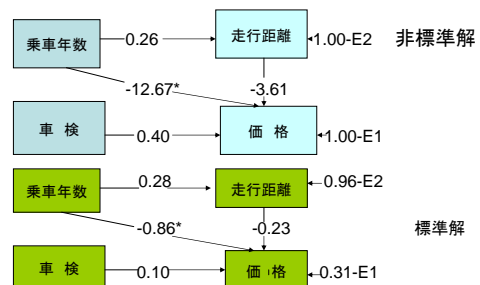 乗車年数 0.26 走行距離 1.00-E2 非標準解
-12.67* -3.61
車 検 0.40 価 格 1.00-E1
乗車年数 0.28 走行距離 0.96-E2
-0.86* -0.23 標準解
車 検 0.10 価 格 0.31-E1